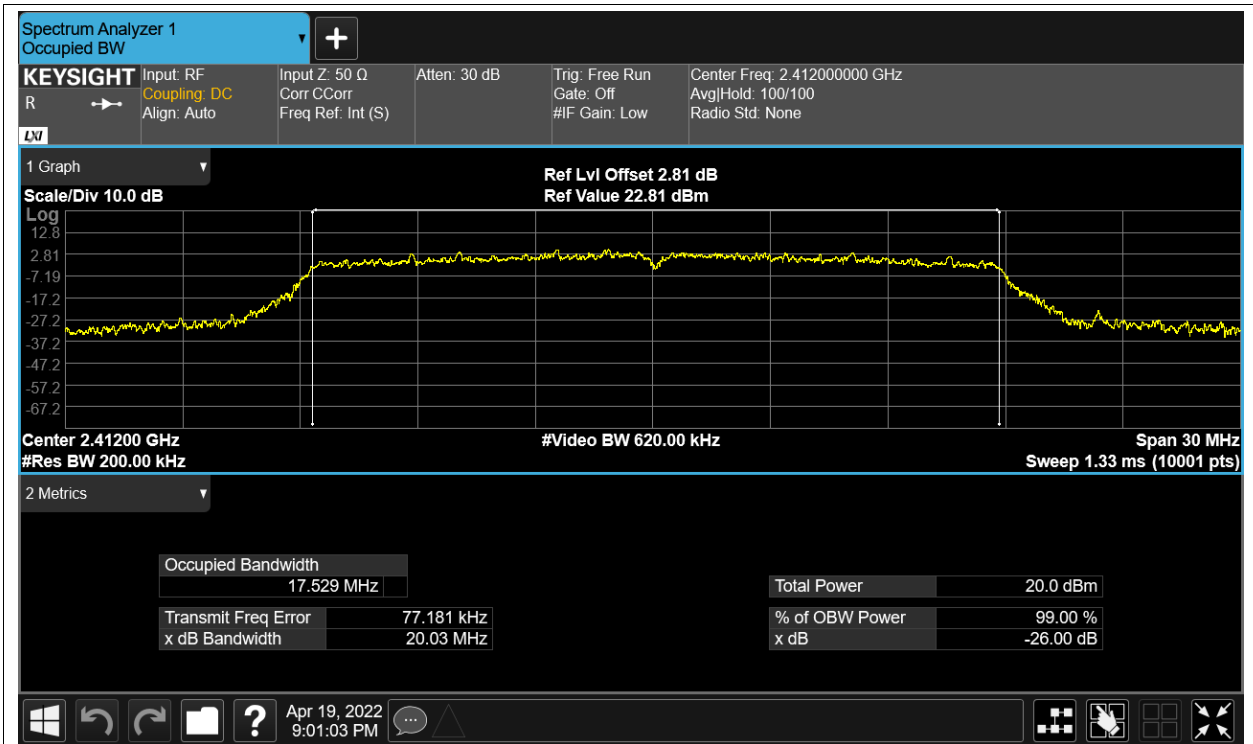 Spectrum Analyzer 1
Occupied BW
KEYSIGHT
R
LXI
Input: RF
Coupling: DC
Align: Auto
Input Z: 50 Ω
Corr CCorr
Freq Ref: Int (S)
Atten: 30 dB
Trig: Free Run
Gate: Off
#IF Gain: Low
Center Freq: 2.412000000 GHz
Avg|Hold: 100/100
Radio Std: None
1 Graph
Scale/Div 10.0 dB
Ref Lvl Offset 2.81 dB
Ref Value 22.81 dBm
Log
12.8
2.81
-7.19
-17.2
-27.2
-37.2
-47.2
-57.2
-67.2
Center 2.41200 GHz
#Video BW 620.00 kHz
Span 30 MHz
#Res BW 200.00 kHz
Sweep 1.33 ms (10001 pts)
2 Metrics
Occupied Bandwidth
17.529 MHz
Transmit Freq Error 77.181 kHz
x dB Bandwidth 20.03 MHz
Total Power 20.0 dBm
% of OBW Power 99.00 %
x dB -26.00 dB
?
Apr 19, 2022
9:01:03 PM